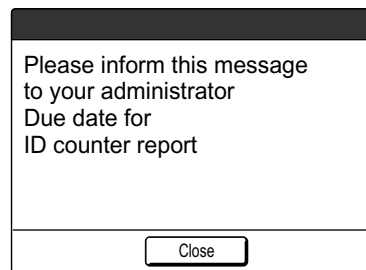 Please inform this message
to your administrator
Due date for
ID counter report
Close